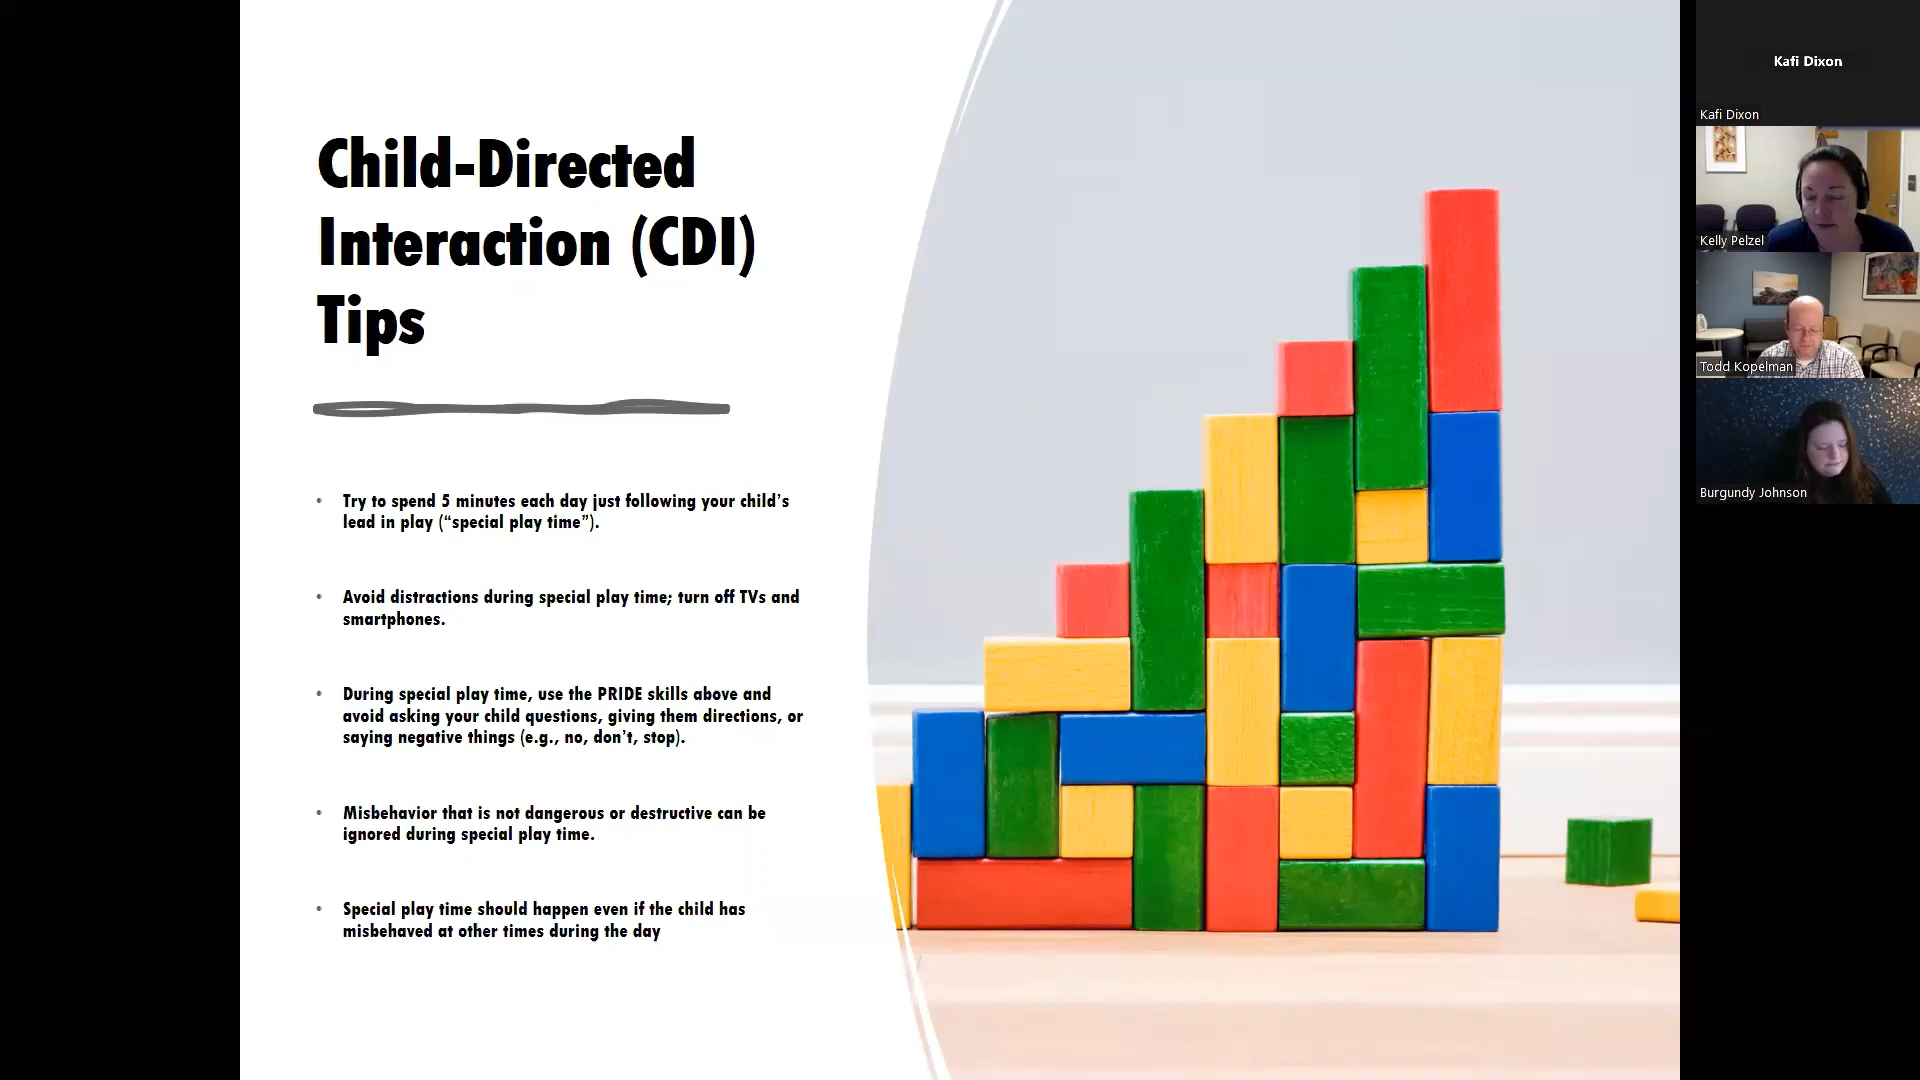 Child-Directed
Interaction (CDI)
Tips
• Try to spend 5 minutes each day just following your child’s
lead in play (“special play time”).
• Avoid distractions during special play time; turn off TVs and
smartphones.
• During special play time, use the PRIDE skills above and
avoid asking your child questions, giving them directions, or
saying negative things (e.g., no, don’t, stop).
• Misbehavior that is not dangerous or destructive can be
ignored during special play time.
• Special play time should happen even if the child has
misbehaved at other times during the day
Kafi Dixon
Kafi Dixon
Kelly Pelzel
Todd Kopelman
Burgundy Johnson